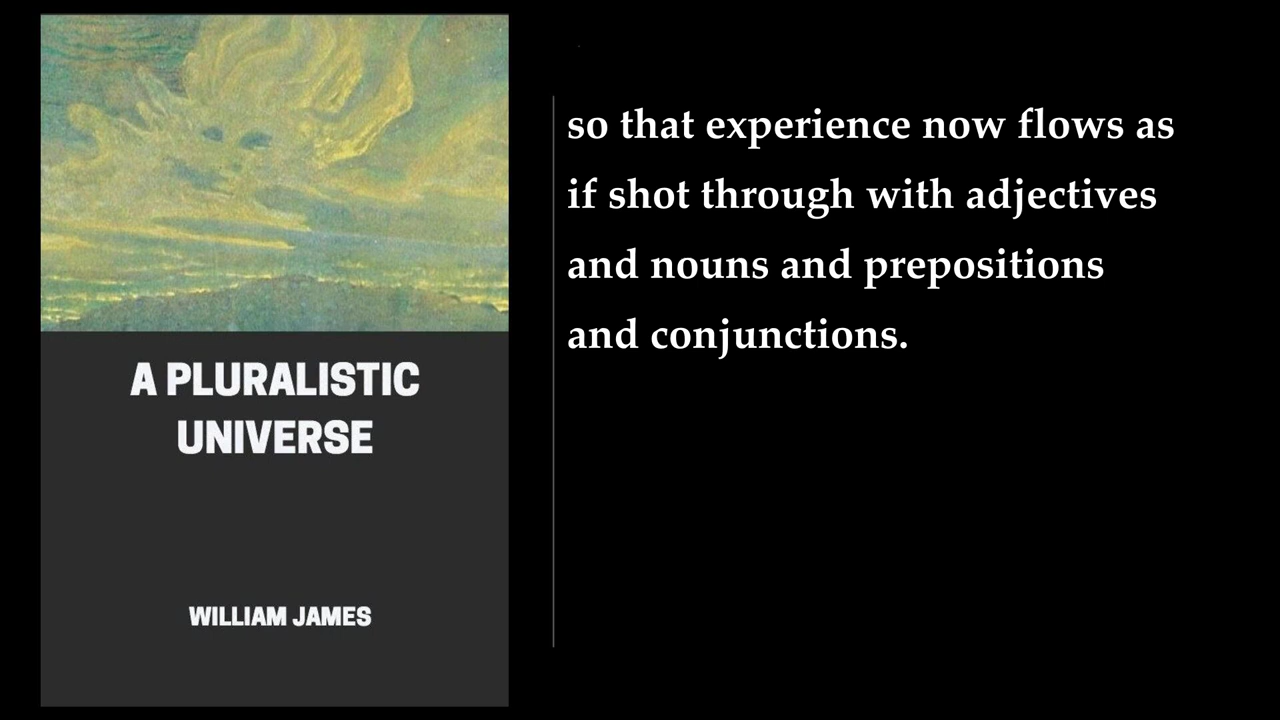 A PLURALISTIC
UNIVERSE
WILLIAM JAMES
so that experience now flows as
if shot through with adjectives
and nouns and prepositions
and conjunctions.